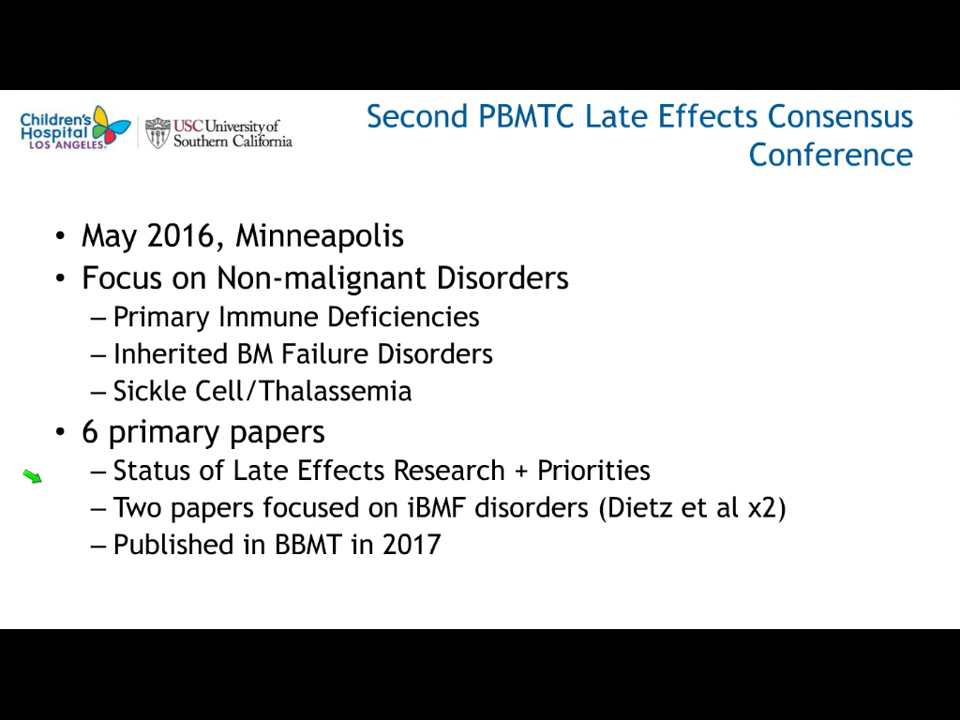 Children's
Hospital
LOS ANGELES.
USC University of
Southern California
Second PBMTC Late Effects Consensus
Conference
• May 2016, Minneapolis
• Focus on Non-malignant Disorders
– Primary Immune Deficiencies
– Inherited BM Failure Disorders
– Sickle Cell/Thalassemia
• 6 primary papers
– Status of Late Effects Research + Priorities
– Two papers focused on iBMF disorders (Dietz et al x2)
– Published in BBMT in 2017